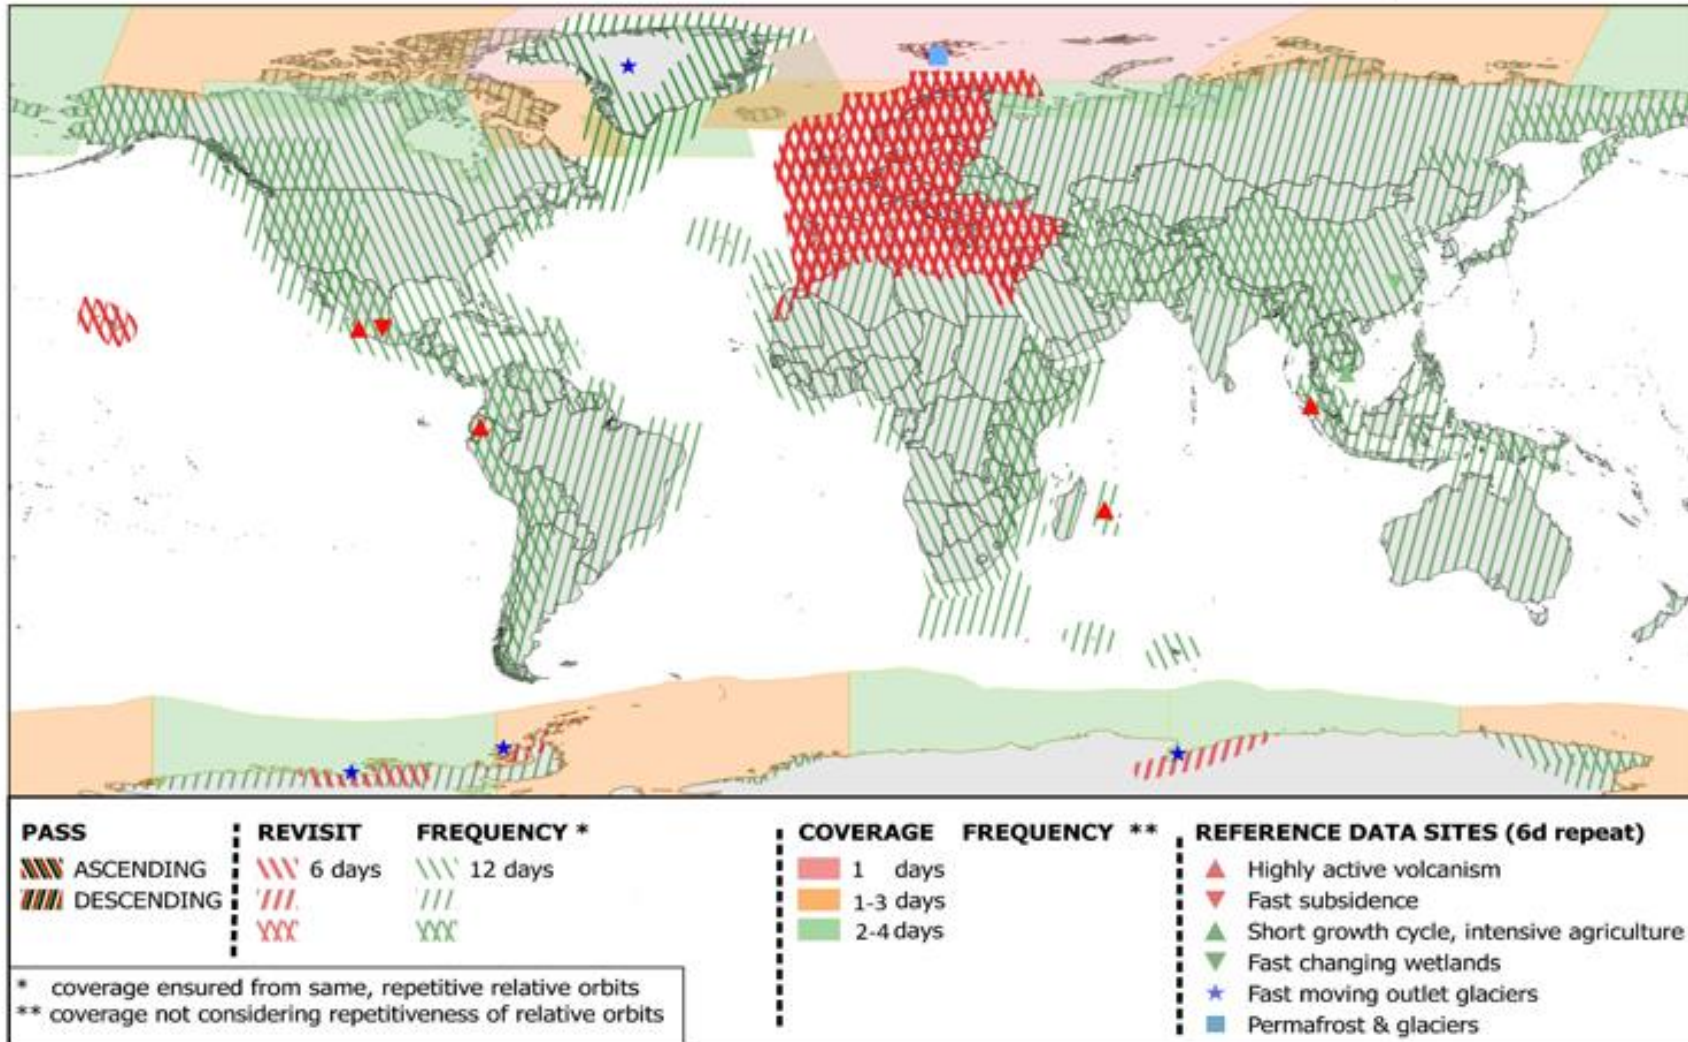 PASS
ASCENDING
DESCENDING
REVISIT FREQUENCY *
6 days 12 days
COVERAGE FREQUENCY **
1 days
1-3 days
2-4 days
REFERENCE DATA SITES (6d repeat)
Highly active volcanism
Fast subsidence
Short growth cycle, intensive agriculture
Fast changing wetlands
Fast moving outlet glaciers
Permafrost & glaciers
* coverage ensured from same, repetitive relative orbits
** coverage not considering repetitiveness of relative orbits